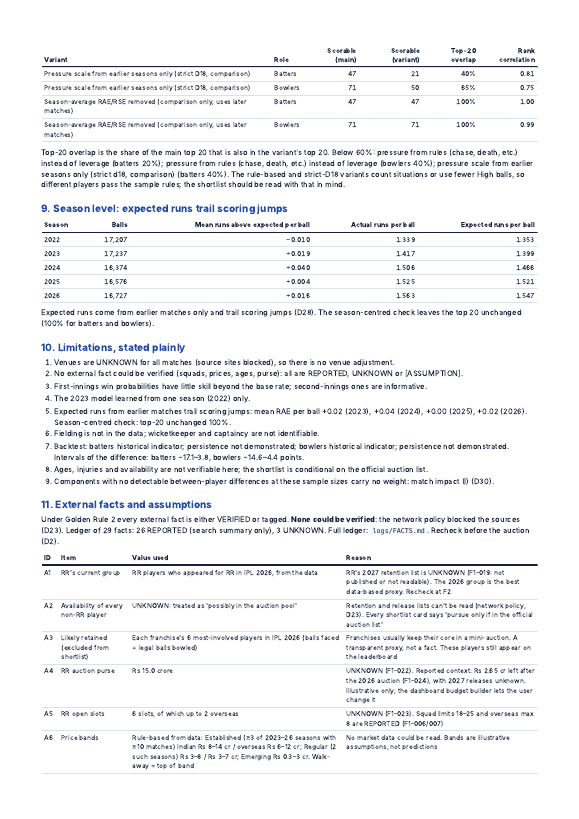 Variant Role Scorable (main) Scorable (variant) Top-20 overlap Rank correlation
Pressure scale from earlier seasons only (strict D18, comparison) Batters 47 21 40% 0.81
Pressure scale from earlier seasons only (strict D18, comparison) Bowlers 71 50 65% 0.75
Season-average RAE/RSE removed (comparison only, uses later matches) Batters 47 47 100% 1.00
Season-average RAE/RSE removed (comparison only, uses later matches) Bowlers 71 71 100% 0.99
Top-20 overlap is the share of the main top 20 that is also in the variant's top 20. Below 60%: pressure from rules (chase, death, etc.)
instead of leverage (batters 20%); pressure from rules (chase, death, etc.) instead of leverage (bowlers 40%); pressure scale from earlier
seasons only (strict d18, comparison) (batters 40%). The rule-based and strict-D18 variants count situations or use fewer High balls, so
different players pass the sample rules; the shortlist should be read with that in mind.
9. Season level: expected runs trail scoring jumps
Season Balls Mean runs above expected per ball Actual runs per ball Expected runs per ball
2022 17,207 −0.010 1.339 1.353
2023 17,237 +0.019 1.417 1.399
2024 16,374 +0.040 1.506 1.466
2025 16,576 +0.004 1.525 1.521
2026 16,727 +0.016 1.563 1.547
Expected runs come from earlier matches only and trail scoring jumps (D28). The season-centred check leaves the top 20 unchanged
(100% for batters and bowlers).
10. Limitations, stated plainly
1. Venues are UNKNOWN for all matches (source sites blocked), so there is no venue adjustment.
2. No external fact could be verified (squads, prices, ages, purse): all are REPORTED, UNKNOWN or [ASSUMPTION].
3. First-innings win probabilities have little skill beyond the base rate; second-innings ones are informative.
4. The 2023 model learned from one season (2022) only.
5. Expected runs from earlier matches trail scoring jumps: mean RAE per ball +0.02 (2023), +0.04 (2024), +0.00 (2025), +0.02 (2026).
Season-centred check: top-20 unchanged 100%.
6. Fielding is not in the data; wicketkeeper and captaincy are not identifiable.
7. Backtest: batters historical indicator; persistence not demonstrated; bowlers historical indicator; persistence not demonstrated.
Intervals of the difference: batters −17.1–3.8, bowlers −14.6–4.4 points.
8. Ages, injuries and availability are not verifiable here; the shortlist is conditional on the official auction list.
9. Components with no detectable between-player differences at these sample sizes carry no weight: match impact (I) (D30).
11. External facts and assumptions
Under Golden Rule 2 every external fact is either VERIFIED or tagged. None could be verified: the network policy blocked the sources
(D23). Ledger of 29 facts: 26 REPORTED (search summary only), 3 UNKNOWN. Full ledger: logs/FACTS.md. Recheck before the auction
(D2).
ID Item Value used Reason
A1 RR's current group RR players who appeared for RR in IPL 2026, from the data RR's 2027 retention list is UNKNOWN (F1-019: not
published or not readable). The 2026 group is the best
data-based proxy. Recheck at F2
A2 Availability of every non-RR player UNKNOWN: treated as "possibly in the auction pool" Retention and release lists can't be read (network policy,
D23). Every shortlist card says "pursue only if in the official
auction list"
A3 Likely retained (excluded from shortlist) Each franchise's 6 most-involved players in IPL 2026 (balls faced + legal balls bowled) Franchises usually keep their core in a mini-auction. A
transparent proxy, not a fact. These players still appear on
the leaderboard
A4 RR auction purse Rs 15.0 crore UNKNOWN (F1-022). Reported context: Rs 2.65 cr left after
the 2026 auction (F1-024), with 2027 releases unknown.
Illustrative only; the dashboard budget builder lets the user
change it
A5 RR open slots 6 slots, of which up to 2 overseas UNKNOWN (F1-023). Squad limits 18–25 and overseas max
8 are REPORTED (F1-006/007)
A6 Price bands Rule-based from data: Established (≥3 of 2023–26 seasons with No market data could be read. Bands are illustrative
≥10 matches) Indian Rs 8–14 cr / overseas Rs 6–12 cr; Regular (2 assumptions, not predictions
such seasons) Rs 3–8 / Rs 3–7 cr; Emerging Rs 0.3–3 cr. Walk-
away = top of band